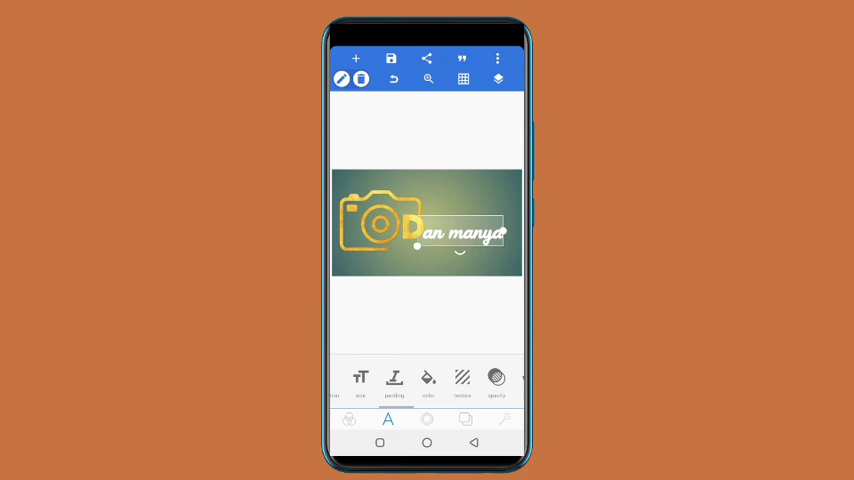 Dan manya
size
padding
color
texture
opacity